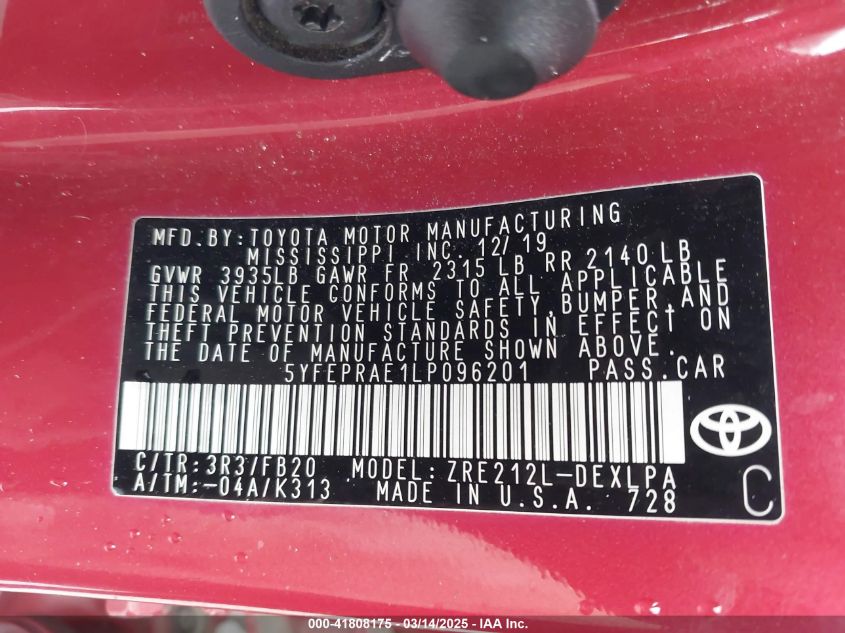 MFD. BY: TOYOTA MOTOR MANUFACTURING
MISSISSIPPI INC. 12/19
GVWR 3935LB GAWR FR 2315 LB RR 2140 LB
THIS VEHICLE CONFORMS TO ALL APPLICABLE
FEDERAL MOTOR VEHICLE SAFETY, BUMPER, AND
THEFT PREVENTION STANDARDS IN EFFECT ON
THE DATE OF MANUFACTURE SHOWN ABOVE.
5YFEPRAE1LP096201 PASS. CAR
C/TR: 3R3/FB20 MODEL: ZRE212L-DEXLPA
A/TM: -04A/K313 MADE IN U.S.A. 728
C
000-41808175 - 03/14/2025 - IAA Inc.